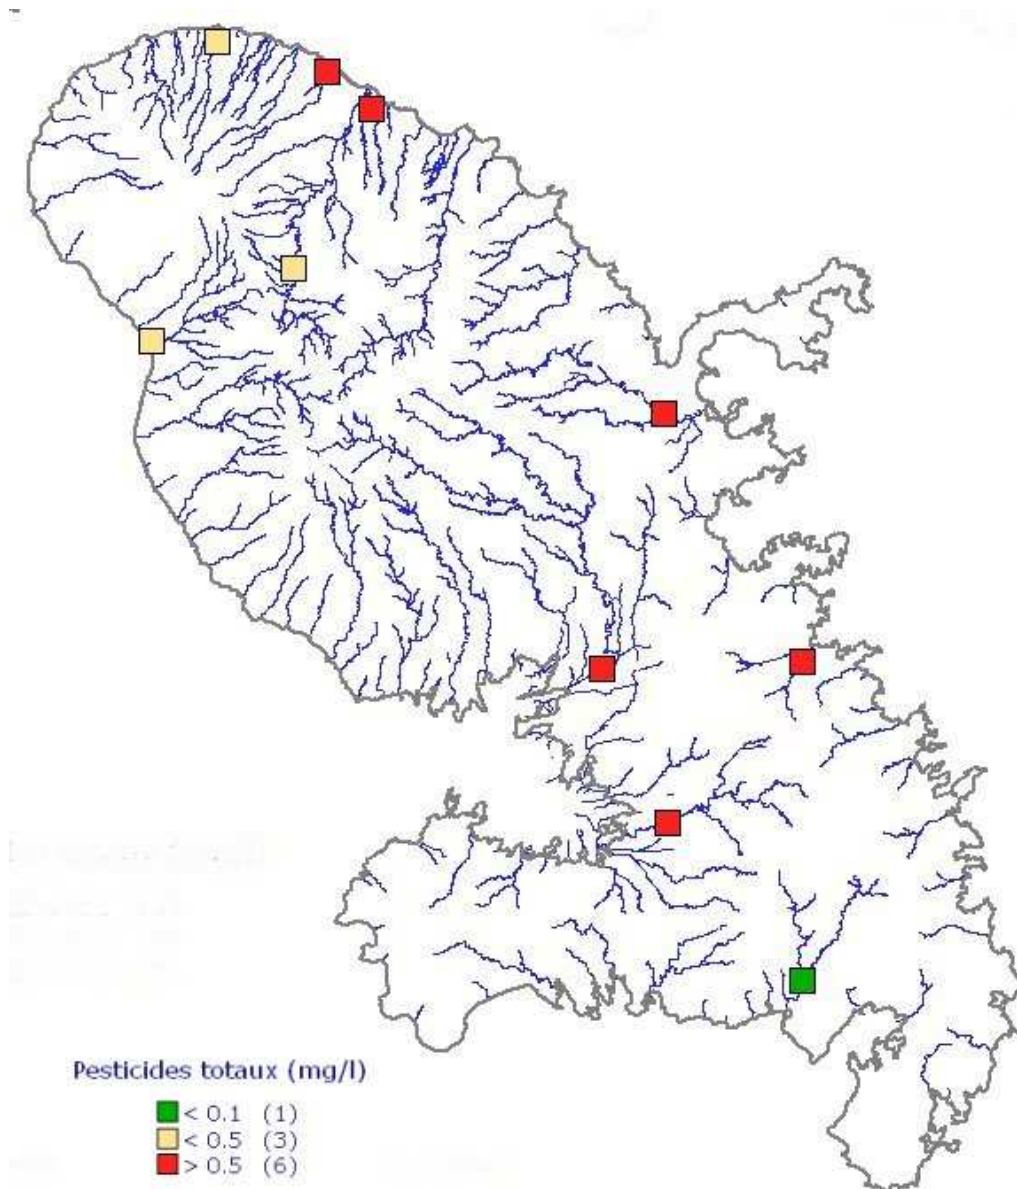 Pesticides totaux (mg/l)
< 0.1 (1)
< 0.5 (3)
> 0.5 (6)